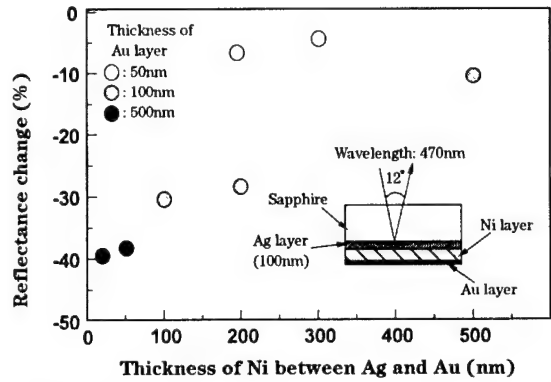 Reflectance change (%)
-0
-10
-20
-30
-40
-50
Thickness of
Au layer
: 50nm
: 100nm
: 500nm
Wavelength: 470nm
12°
Sapphire
Ag layer
(100nm)
Ni layer
Au layer
0 100 200 300 400 500
Thickness of Ni between Ag and Au (nm)